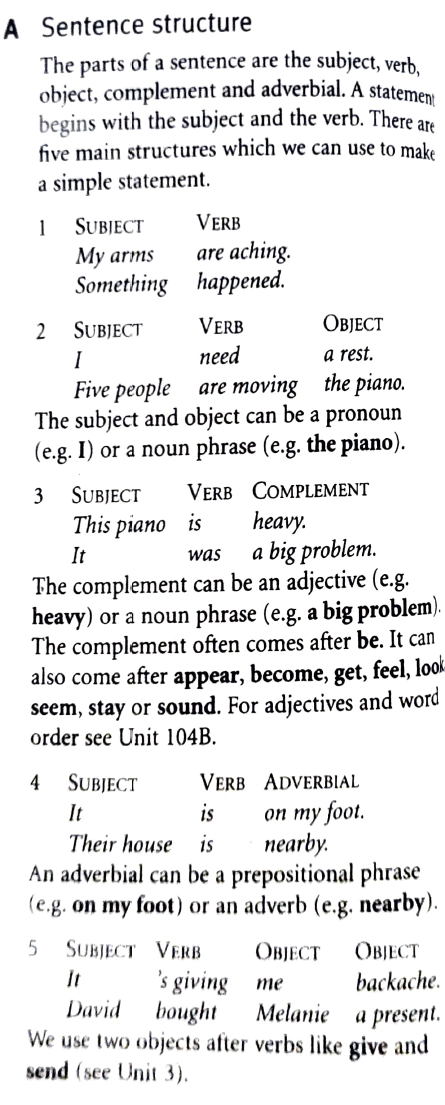 A Sentence structure
The parts of a sentence are the subject, verb,
object, complement and adverbial. A statement
begins with the subject and the verb. There are
five main structures which we can use to make
a simple statement.
1 SUBJECT VERB
My arms are aching.
Something happened.
2 SUBJECT VERB OBJECT
I need a rest.
Five people are moving the piano.
The subject and object can be a pronoun
(e.g. I) or a noun phrase (e.g. the piano).
3 SUBJECT VERB COMPLEMENT
This piano is heavy.
It was a big problem.
The complement can be an adjective (e.g.
heavy) or a noun phrase (e.g. a big problem).
The complement often comes after be. It can
also come after appear, become, get, feel, look
seem, stay or sound. For adjectives and word
order see Unit 104B.
4 SUBJECT VERB ADVERBIAL
It is on my foot.
Their house is nearby.
An adverbial can be a prepositional phrase
(e.g. on my foot) or an adverb (e.g. nearby).
5 SUBJECT VERB OBJECT OBJECT
It 's giving me backache.
David bought Melanie a present.
We use two objects after verbs like give and
send (see Unit 3).